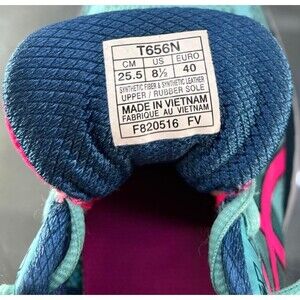 T656N
CM US EURO
25.5 8½ 40
SYNTHETIC FIBER & SYNTHETIC LEATHER
UPPER / RUBBER SOLE
MADE IN VIETNAM
FABRIQUE AU VIETNAM
F820516 FV